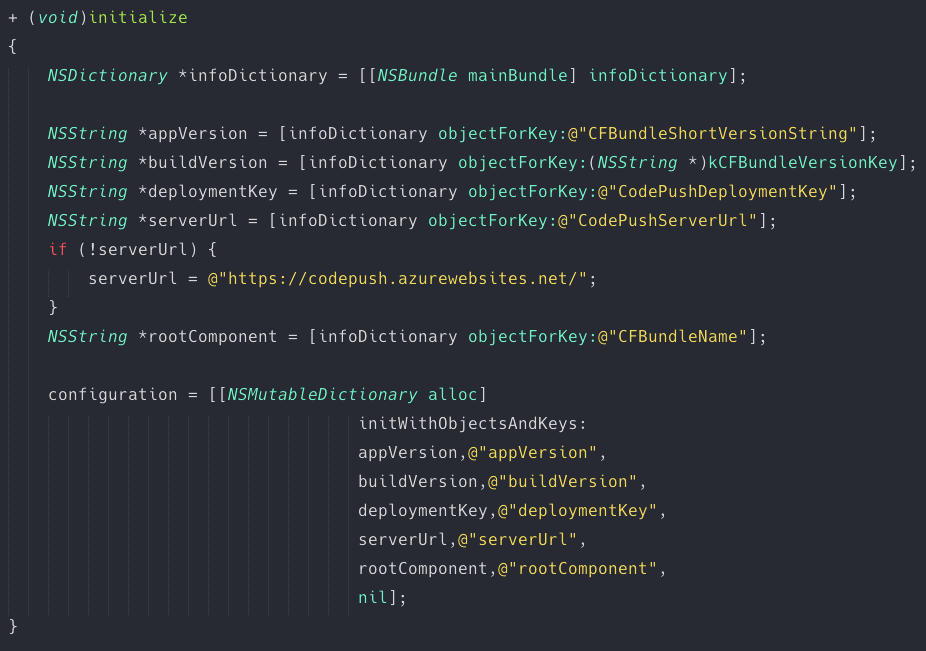 + (void)initialize
{
NSDictionary *infoDictionary = [[NSBundle mainBundle] infoDictionary];
NSString *appVersion = [infoDictionary objectForKey:@"CFBundleShortVersionString"];
NSString *buildVersion = [infoDictionary objectForKey:(NSString *)kCFBundleVersionKey];
NSString *deploymentKey = [infoDictionary objectForKey:@"CodePushDeploymentKey"];
NSString *serverUrl = [infoDictionary objectForKey:@"CodePushServerUrl"];
if (!serverUrl) {
serverUrl = @"https://codepush.azurewebsites.net/";
}
NSString *rootComponent = [infoDictionary objectForKey:@"CFBundleName"];
configuration = [[NSMutableDictionary alloc]
initWithObjectsAndKeys:
appVersion,@"appVersion",
buildVersion,@"buildVersion",
deploymentKey,@"deploymentKey",
serverUrl,@"serverUrl",
rootComponent,@"rootComponent",
nil];
}